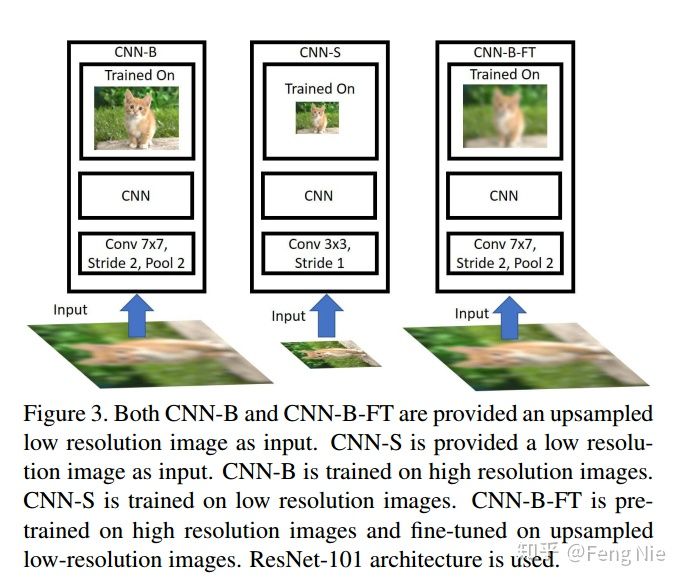 CNN-B
Trained On
CNN
Conv 7x7,
Stride 2, Pool 2
Input
CNN-S
Trained On
CNN
Conv 3x3,
Stride 1
Input
CNN-B-FT
Trained On
CNN
Conv 7x7,
Stride 2, Pool 2
Input
Figure 3. Both CNN-B and CNN-B-FT are provided an upsampled
low resolution image as input. CNN-S is provided a low resolu-
tion image as input. CNN-B is trained on high resolution images.
CNN-S is trained on low resolution images. CNN-B-FT is pre-
trained on high resolution images and fine-tuned on upsampled
low-resolution images. ResNet-101 architecture is used.
知乎 @Feng Nie